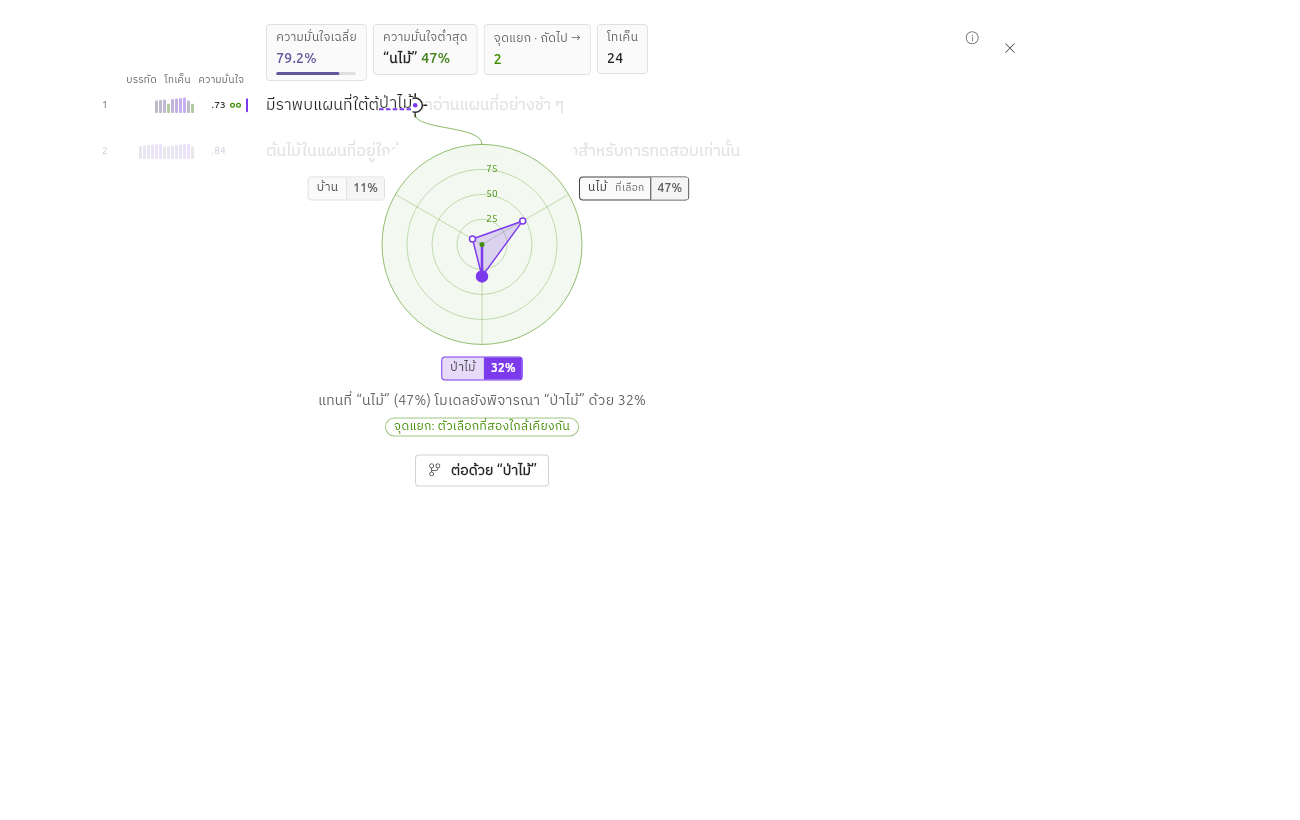 ความมั่นใจเฉลี่ย
79.2%
ความมั่นใจต่ำสุด
“นไม้” 47%
จุดแยก · ถัดไป →
2
โทเค็น
24
บรรทัด โทเค็น ความมั่นใจ
1 .73 มีราพบแผนที่ใต้ต้ป่าไม้ าอ่านแผนที่อย่างช้า ๆ
2 .84 ต้นไม้ในแผนที่อยู่ใกล้ สำหรับการทดสอบเท่านั้น
75
50
25
บ้าน 11%
นไม้ ที่เลือก 47%
ป่าไม้ 32%
แทนที่ “นไม้” (47%) โมเดลยังพิจารณา “ป่าไม้” ด้วย 32%
จุดแยก: ตัวเลือกที่สองใกล้เคียงกัน
ต่อด้วย “ป่าไม้”